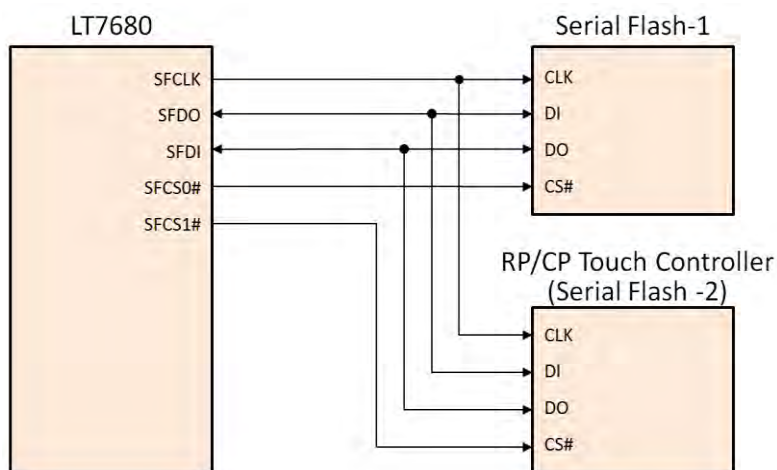 LT7680
SFCLK
SFDO
SFDI
SFCS0#
SFCS1#
Serial Flash-1
CLK
DI
DO
CS#
RP/CP Touch Controller
(Serial Flash -2)
CLK
DI
DO
CS#